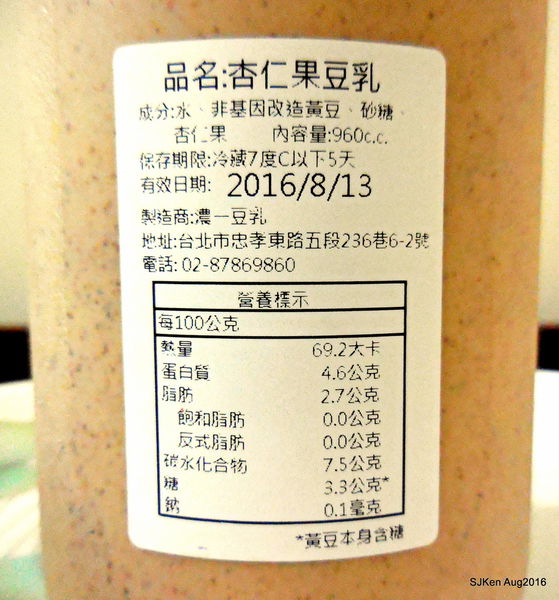 品名:杏仁果豆乳
成分:水、非基因改造黃豆、砂糖、
杏仁果 內容量:960c.c.
保存期限:冷藏7度C以下5天
有效日期: 2016/8/13
製造商:濃一豆乳
地址:台北市忠孝東路五段236巷6-2號
電話: 02-87869860
營養標示
每100公克
熱量 69.2大卡
蛋白質 4.6公克
脂肪 2.7公克
飽和脂肪 0.0公克
反式脂肪 0.0公克
碳水化合物 7.5公克
糖 3.3公克*
鈉 0.1毫克
*黃豆本身含糖
SJKen Aug2016